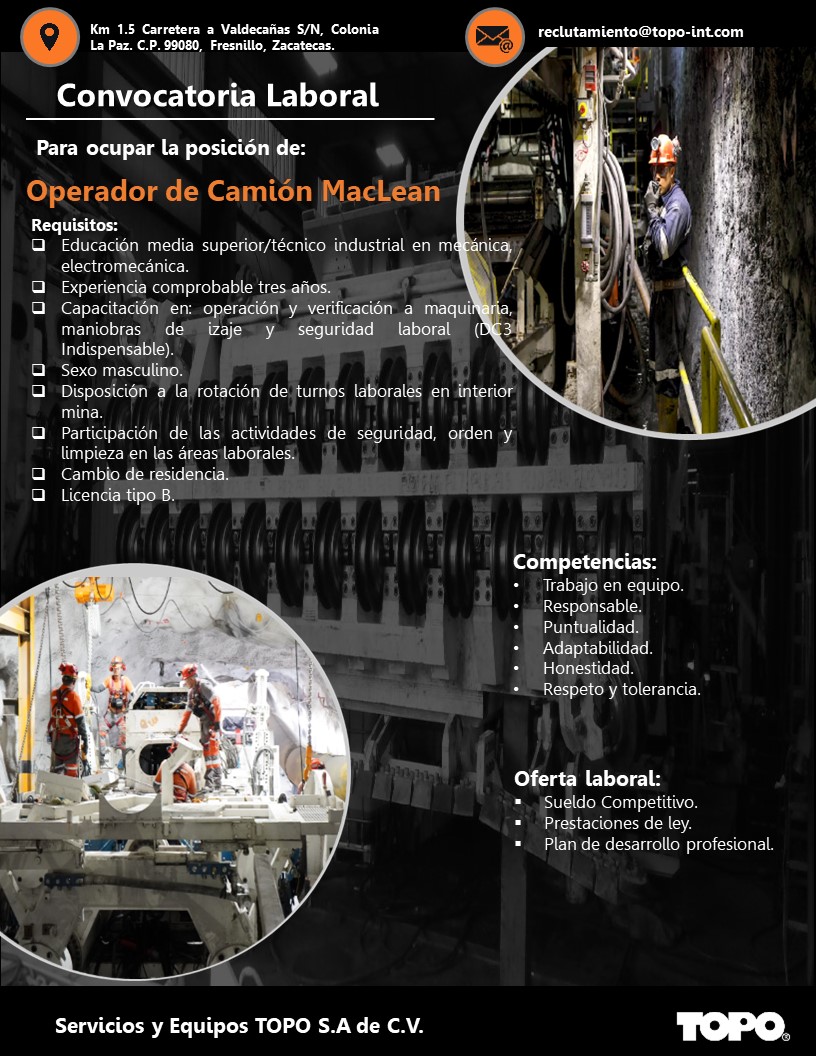 Km 1.5 Carretera a Valdecañas S/N, Colonia
La Paz. C.P. 99080, Fresnillo, Zacatecas.
reclutamiento@topo-int.com
Convocatoria Laboral
Para ocupar la posición de:
Operador de Camión MacLean
Requisitos:
❑ Educación media superior/técnico industrial en mecánica,
electromecánica.
❑ Experiencia comprobable tres años.
❑ Capacitación en: operación y verificación a maquinaria,
maniobras de izaje y seguridad laboral (DC3
Indispensable).
❑ Sexo masculino.
❑ Disposición a la rotación de turnos laborales en interior
mina.
❑ Participación de las actividades de seguridad, orden y
limpieza en las áreas laborales.
❑ Cambio de residencia.
❑ Licencia tipo B.
Competencias:
• Trabajo en equipo.
• Responsable.
• Puntualidad.
• Adaptabilidad.
• Honestidad.
• Respeto y tolerancia.
Oferta laboral:
▪ Sueldo Competitivo.
▪ Prestaciones de ley.
▪ Plan de desarrollo profesional.
Servicios y Equipos TOPO S.A de C.V.
TOPO®